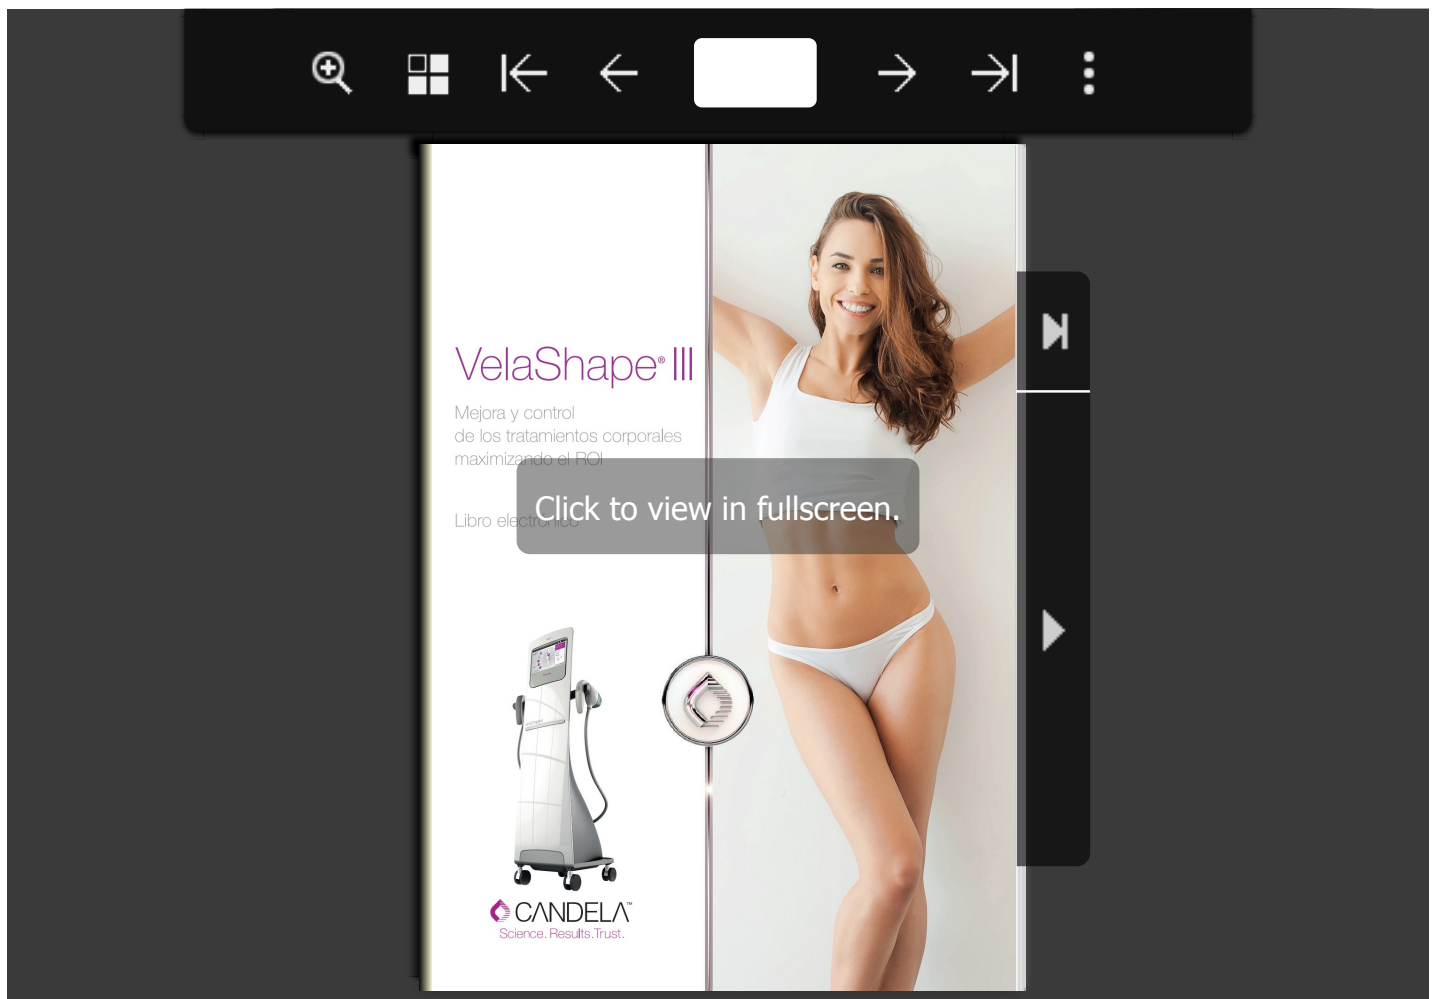 VelaShape® III
Mejora y control
de los tratamientos corporales
maximizando el ROI
Click to view in fullscreen.
Libro electrónico
CANDELA™
Science. Results. Trust.